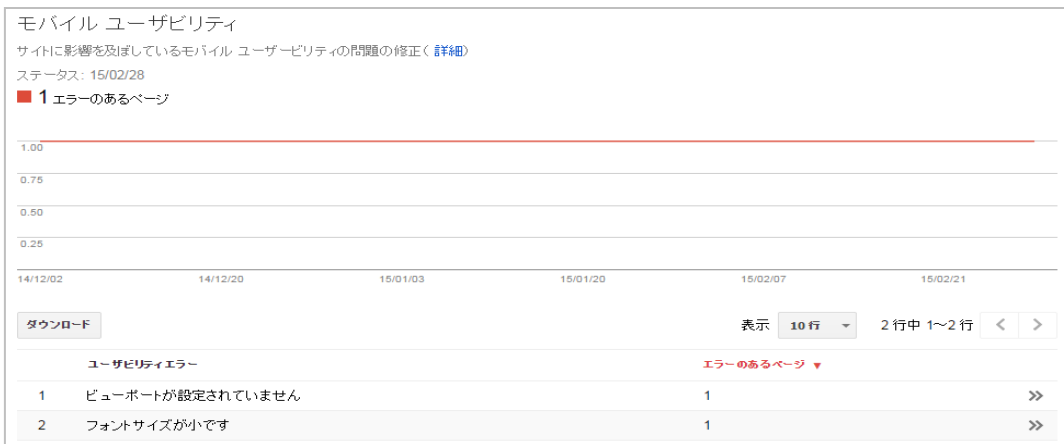 モバイル ユーザビリティ
サイトに影響を及ぼしているモバイル ユーザービリティの問題の修正( 詳細)
ステータス: 15/02/28
1 エラーのあるページ
1.00
0.75
0.50
0.25
14/12/02 14/12/20 15/01/03 15/01/20 15/02/07 15/02/21
ダウンロード 表示 10 行 2 行中 1～2 行
ユーザビリティ エラー エラーのあるページ ▼
1 ビューポートが設定されていません 1
2 フォントサイズが小です 1